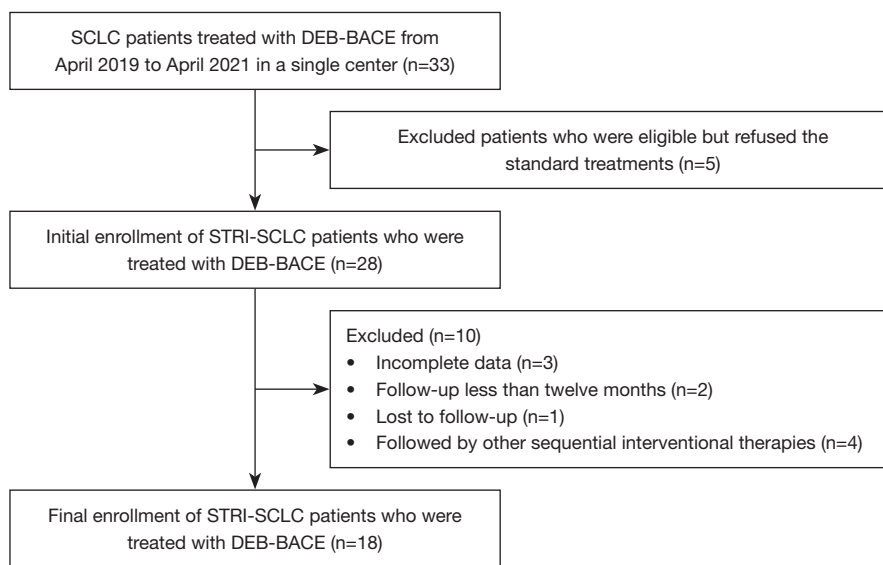 SCLC patients treated with DEB-BACE from
April 2019 to April 2021 in a single center (n=33)
Excluded patients who were eligible but refused the
standard treatments (n=5)
Initial enrollment of STRI-SCLC patients who were
treated with DEB-BACE (n=28)
Excluded (n=10)
• Incomplete data (n=3)
• Follow-up less than twelve months (n=2)
• Lost to follow-up (n=1)
• Followed by other sequential interventional therapies (n=4)
Final enrollment of STRI-SCLC patients who were
treated with DEB-BACE (n=18)